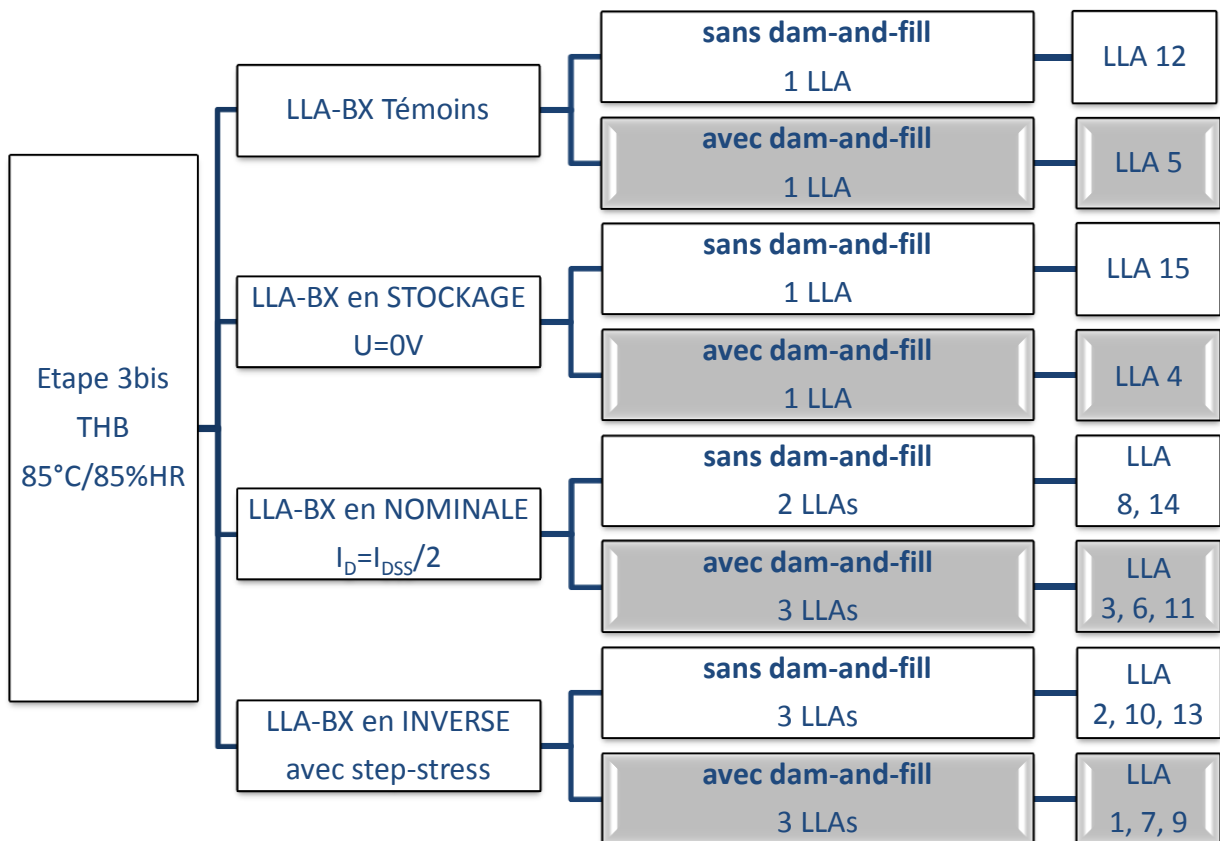 Etape 3bis
THB
85°C/85%HR
LLA-BX Témoins
sans dam-and-fill
1 LLA
LLA 12
avec dam-and-fill
1 LLA
LLA 5
LLA-BX en STOCKAGE
U=0V
sans dam-and-fill
1 LLA
LLA 15
avec dam-and-fill
1 LLA
LLA 4
LLA-BX en NOMINALE
I_D=I_DSS/2
sans dam-and-fill
2 LLAs
LLA
8, 14
avec dam-and-fill
3 LLAs
LLA
3, 6, 11
LLA-BX en INVERSE
avec step-stress
sans dam-and-fill
3 LLAs
LLA
2, 10, 13
avec dam-and-fill
3 LLAs
LLA
1, 7, 9